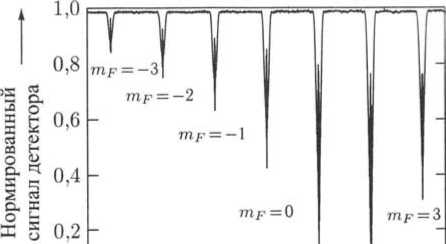 Нормированный
сигнал детектора
1,0
0,8
0,6
0,4
0,2
m_F = −3
m_F = −2
m_F = −1
m_F = 0
m_F = 3